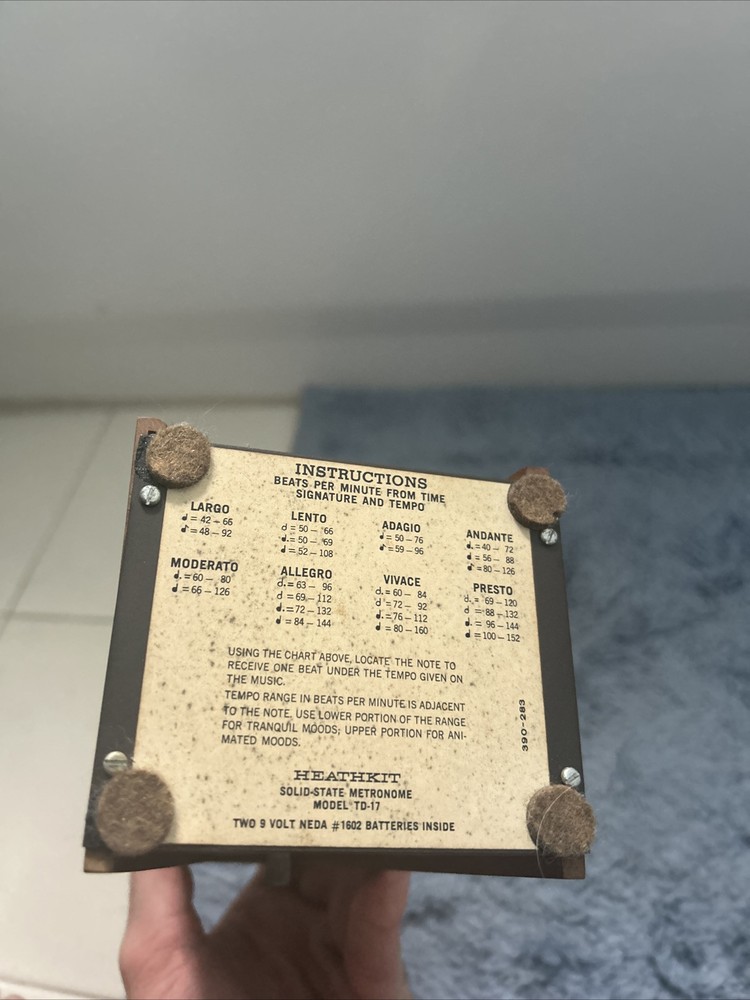 INSTRUCTIONS
BEATS PER MINUTE FROM TIME
SIGNATURE AND TEMPO
LARGO
𝅘𝅥 = 42 – 66
𝅘𝅥𝅮 = 48 – 92
LENTO
𝅗𝅥 = 50 – 66
𝅘𝅥. = 50 – 69
𝅘𝅥 = 52 – 108
ADAGIO
𝅘𝅥 = 50 – 76
𝅘𝅥𝅮 = 59 – 96
ANDANTE
𝅘𝅥. = 40 – 72
𝅘𝅥 = 56 – 88
𝅘𝅥𝅮 = 80 – 126
MODERATO
𝅘𝅥. = 60 – 80
𝅘𝅥 = 66 – 126
ALLEGRO
𝅗𝅥. = 63 – 96
𝅗𝅥 = 69 – 112
𝅘𝅥. = 72 – 132
𝅘𝅥 = 84 – 144
VIVACE
𝅗𝅥. = 60 – 84
𝅗𝅥 = 72 – 92
𝅘𝅥. = 76 – 112
𝅘𝅥 = 80 – 160
PRESTO
𝅗𝅥. = 69 – 120
𝅗𝅥 = 88 – 132
𝅘𝅥. = 96 – 144
𝅘𝅥 = 100 – 152
USING THE CHART ABOVE, LOCATE THE NOTE TO
RECEIVE ONE BEAT UNDER THE TEMPO GIVEN ON
THE MUSIC.
TEMPO RANGE IN BEATS PER MINUTE IS ADJACENT
TO THE NOTE. USE LOWER PORTION OF THE RANGE
FOR TRANQUIL MOODS; UPPER PORTION FOR ANI-
MATED MOODS.
390-283
HEATHKIT
SOLID-STATE METRONOME
MODEL TD-17
TWO 9 VOLT NEDA #1602 BATTERIES INSIDE